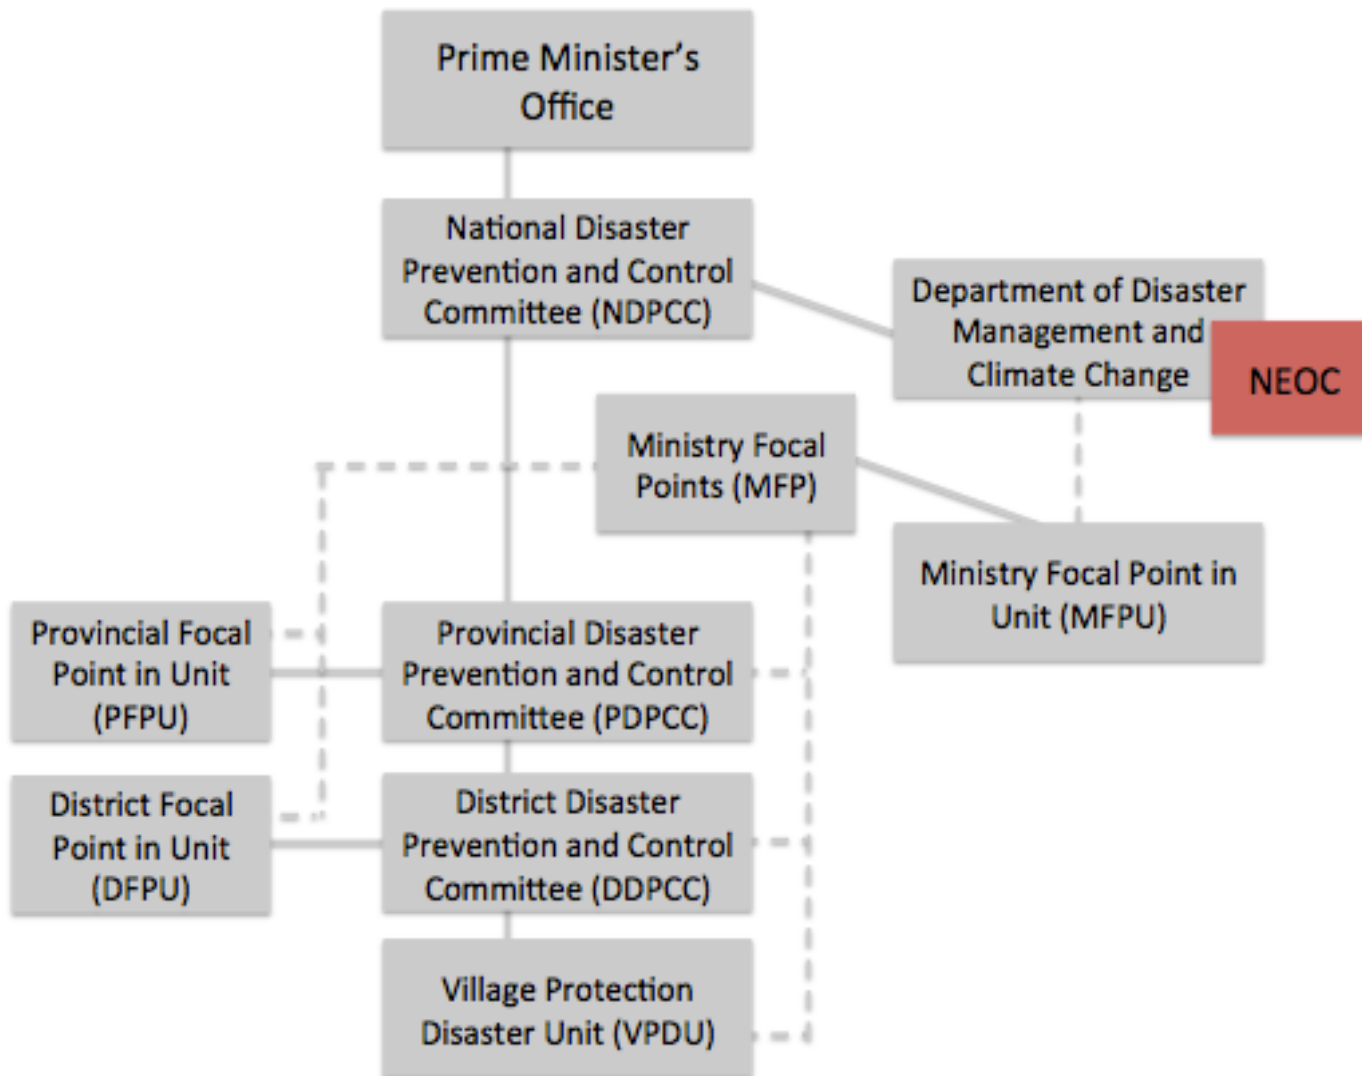 Prime Minister's
Office
National Disaster
Prevention and Control
Committee (NDPCC)
Department of Disaster
Management and
Climate Change
NEOC
Ministry Focal
Points (MFP)
Ministry Focal Point in
Unit (MFPU)
Provincial Focal
Point in Unit
(PFPU)
Provincial Disaster
Prevention and Control
Committee (PDPCC)
District Focal
Point in Unit
(DFPU)
District Disaster
Prevention and Control
Committee (DDPCC)
Village Protection
Disaster Unit (VPDU)